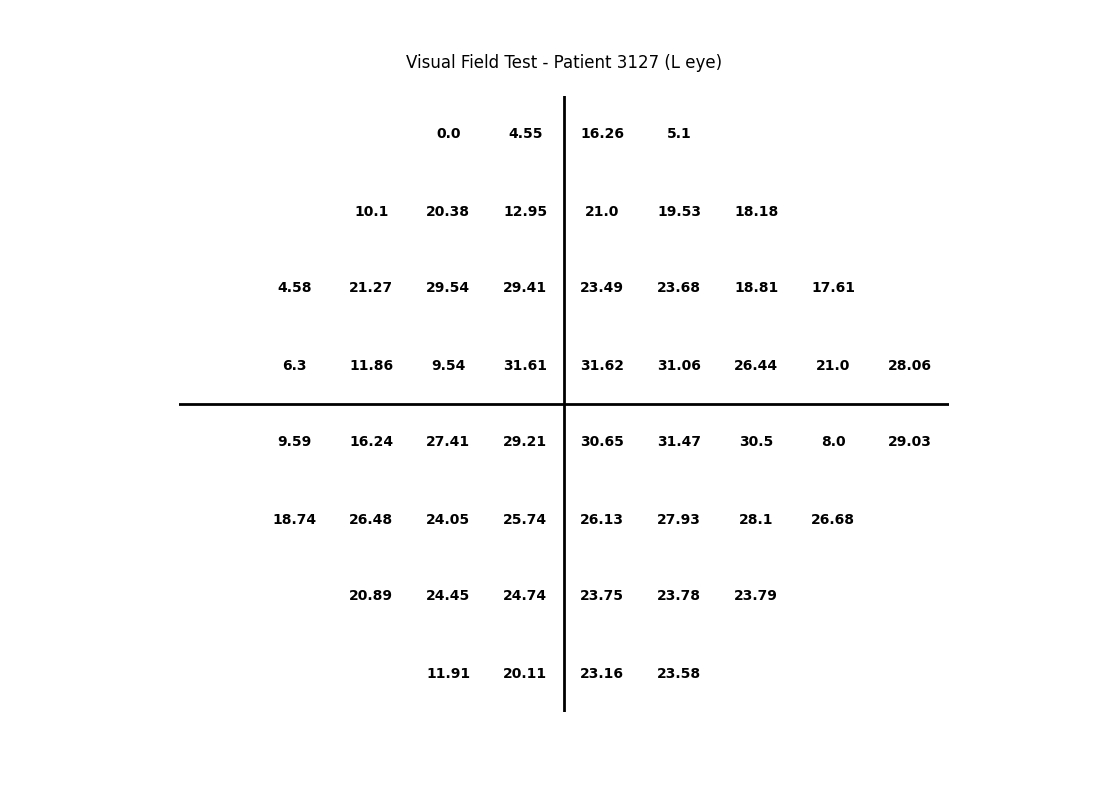 Visual Field Test - Patient 3127 (L eye)
0.0 4.55 16.26 5.1
10.1 20.38 12.95 21.0 19.53 18.18
4.58 21.27 29.54 29.41 23.49 23.68 18.81 17.61
6.3 11.86 9.54 31.61 31.62 31.06 26.44 21.0 28.06
9.59 16.24 27.41 29.21 30.65 31.47 30.5 8.0 29.03
18.74 26.48 24.05 25.74 26.13 27.93 28.1 26.68
20.89 24.45 24.74 23.75 23.78 23.79
11.91 20.11 23.16 23.58